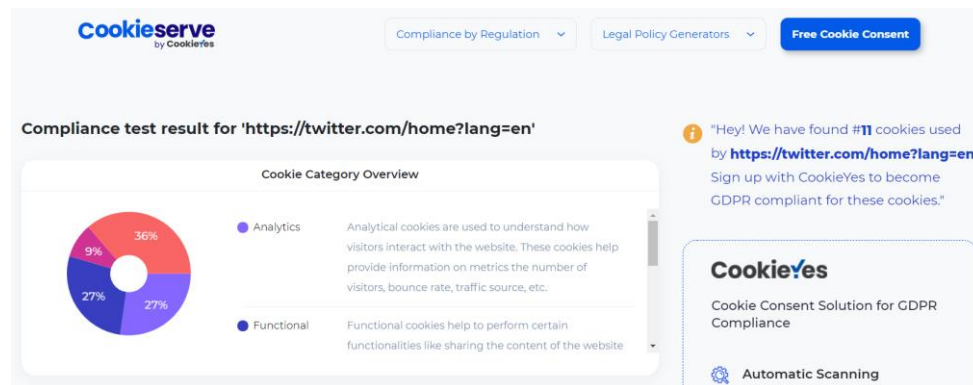 Cookieserve
by CookieYes
Compliance by Regulation
Legal Policy Generators
Free Cookie Consent
Compliance test result for 'https://twitter.com/home?lang=en'
Cookie Category Overview
36%
9%
27%
27%
Analytics
Analytical cookies are used to understand how
visitors interact with the website. These cookies help
provide information on metrics the number of
visitors, bounce rate, traffic source, etc.
Functional
Functional cookies help to perform certain
functionalities like sharing the content of the website
"Hey! We have found #11 cookies used
by https://twitter.com/home?lang=en
Sign up with CookieYes to become
GDPR compliant for these cookies."
CookieYes
Cookie Consent Solution for GDPR
Compliance
Automatic Scanning